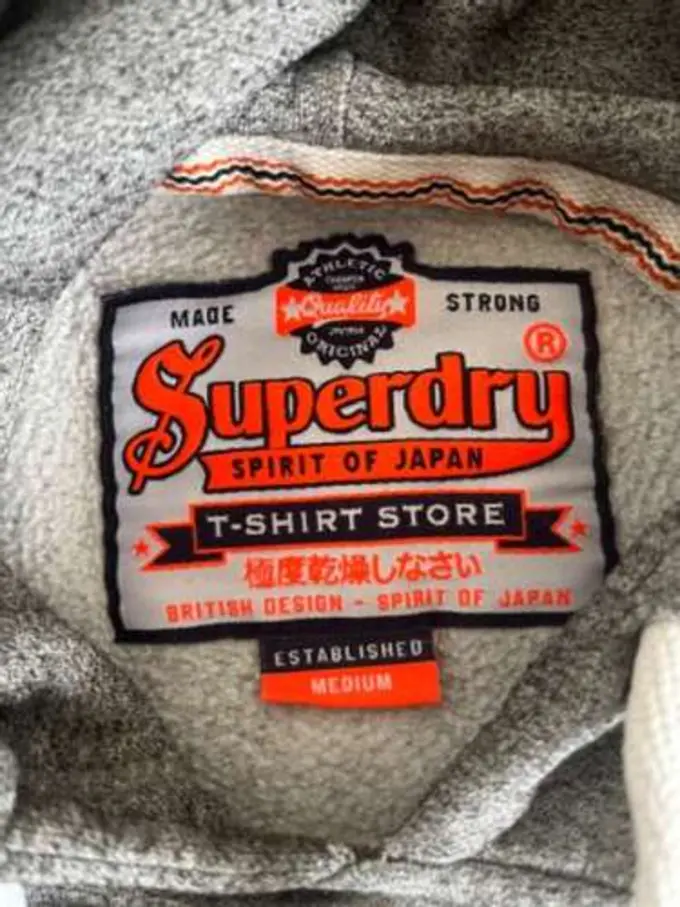 ATHLETIC
Quality
ORIGINAL
MADE STRONG
Superdry®
SPIRIT OF JAPAN
T-SHIRT STORE
極度乾燥しなさい
BRITISH DESIGN - SPIRIT OF JAPAN
ESTABLISHED
MEDIUM